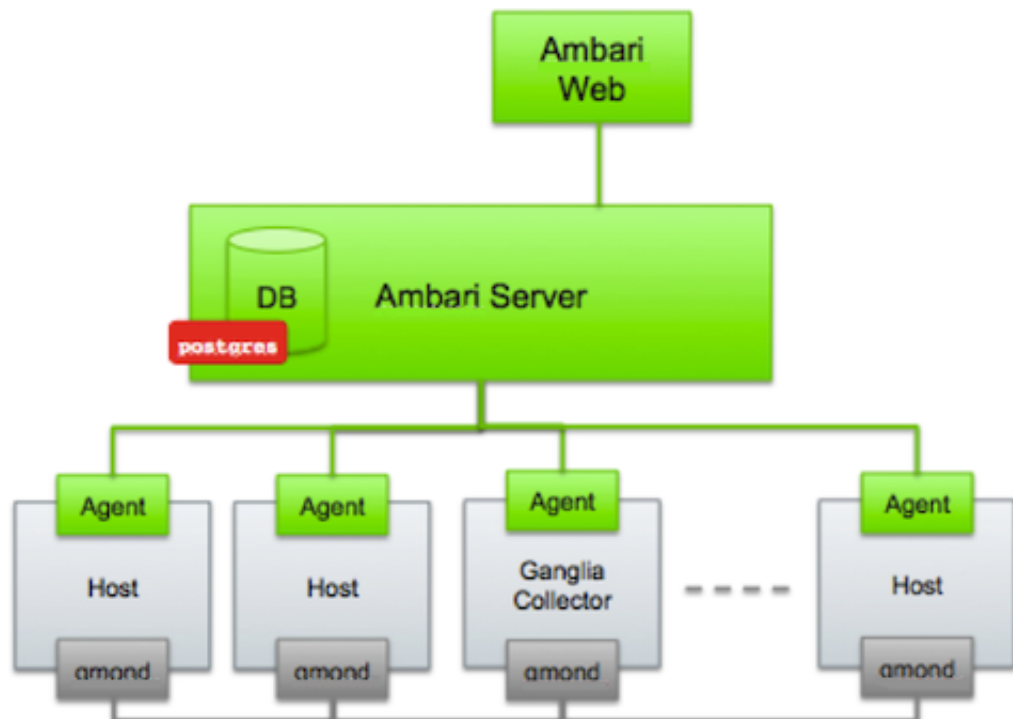 Ambari
Web
DB
Ambari Server
postgres
Agent
Agent
Agent
Agent
Host
Host
Ganglia
Collector
Host
gmond
gmond
gmond
gmond